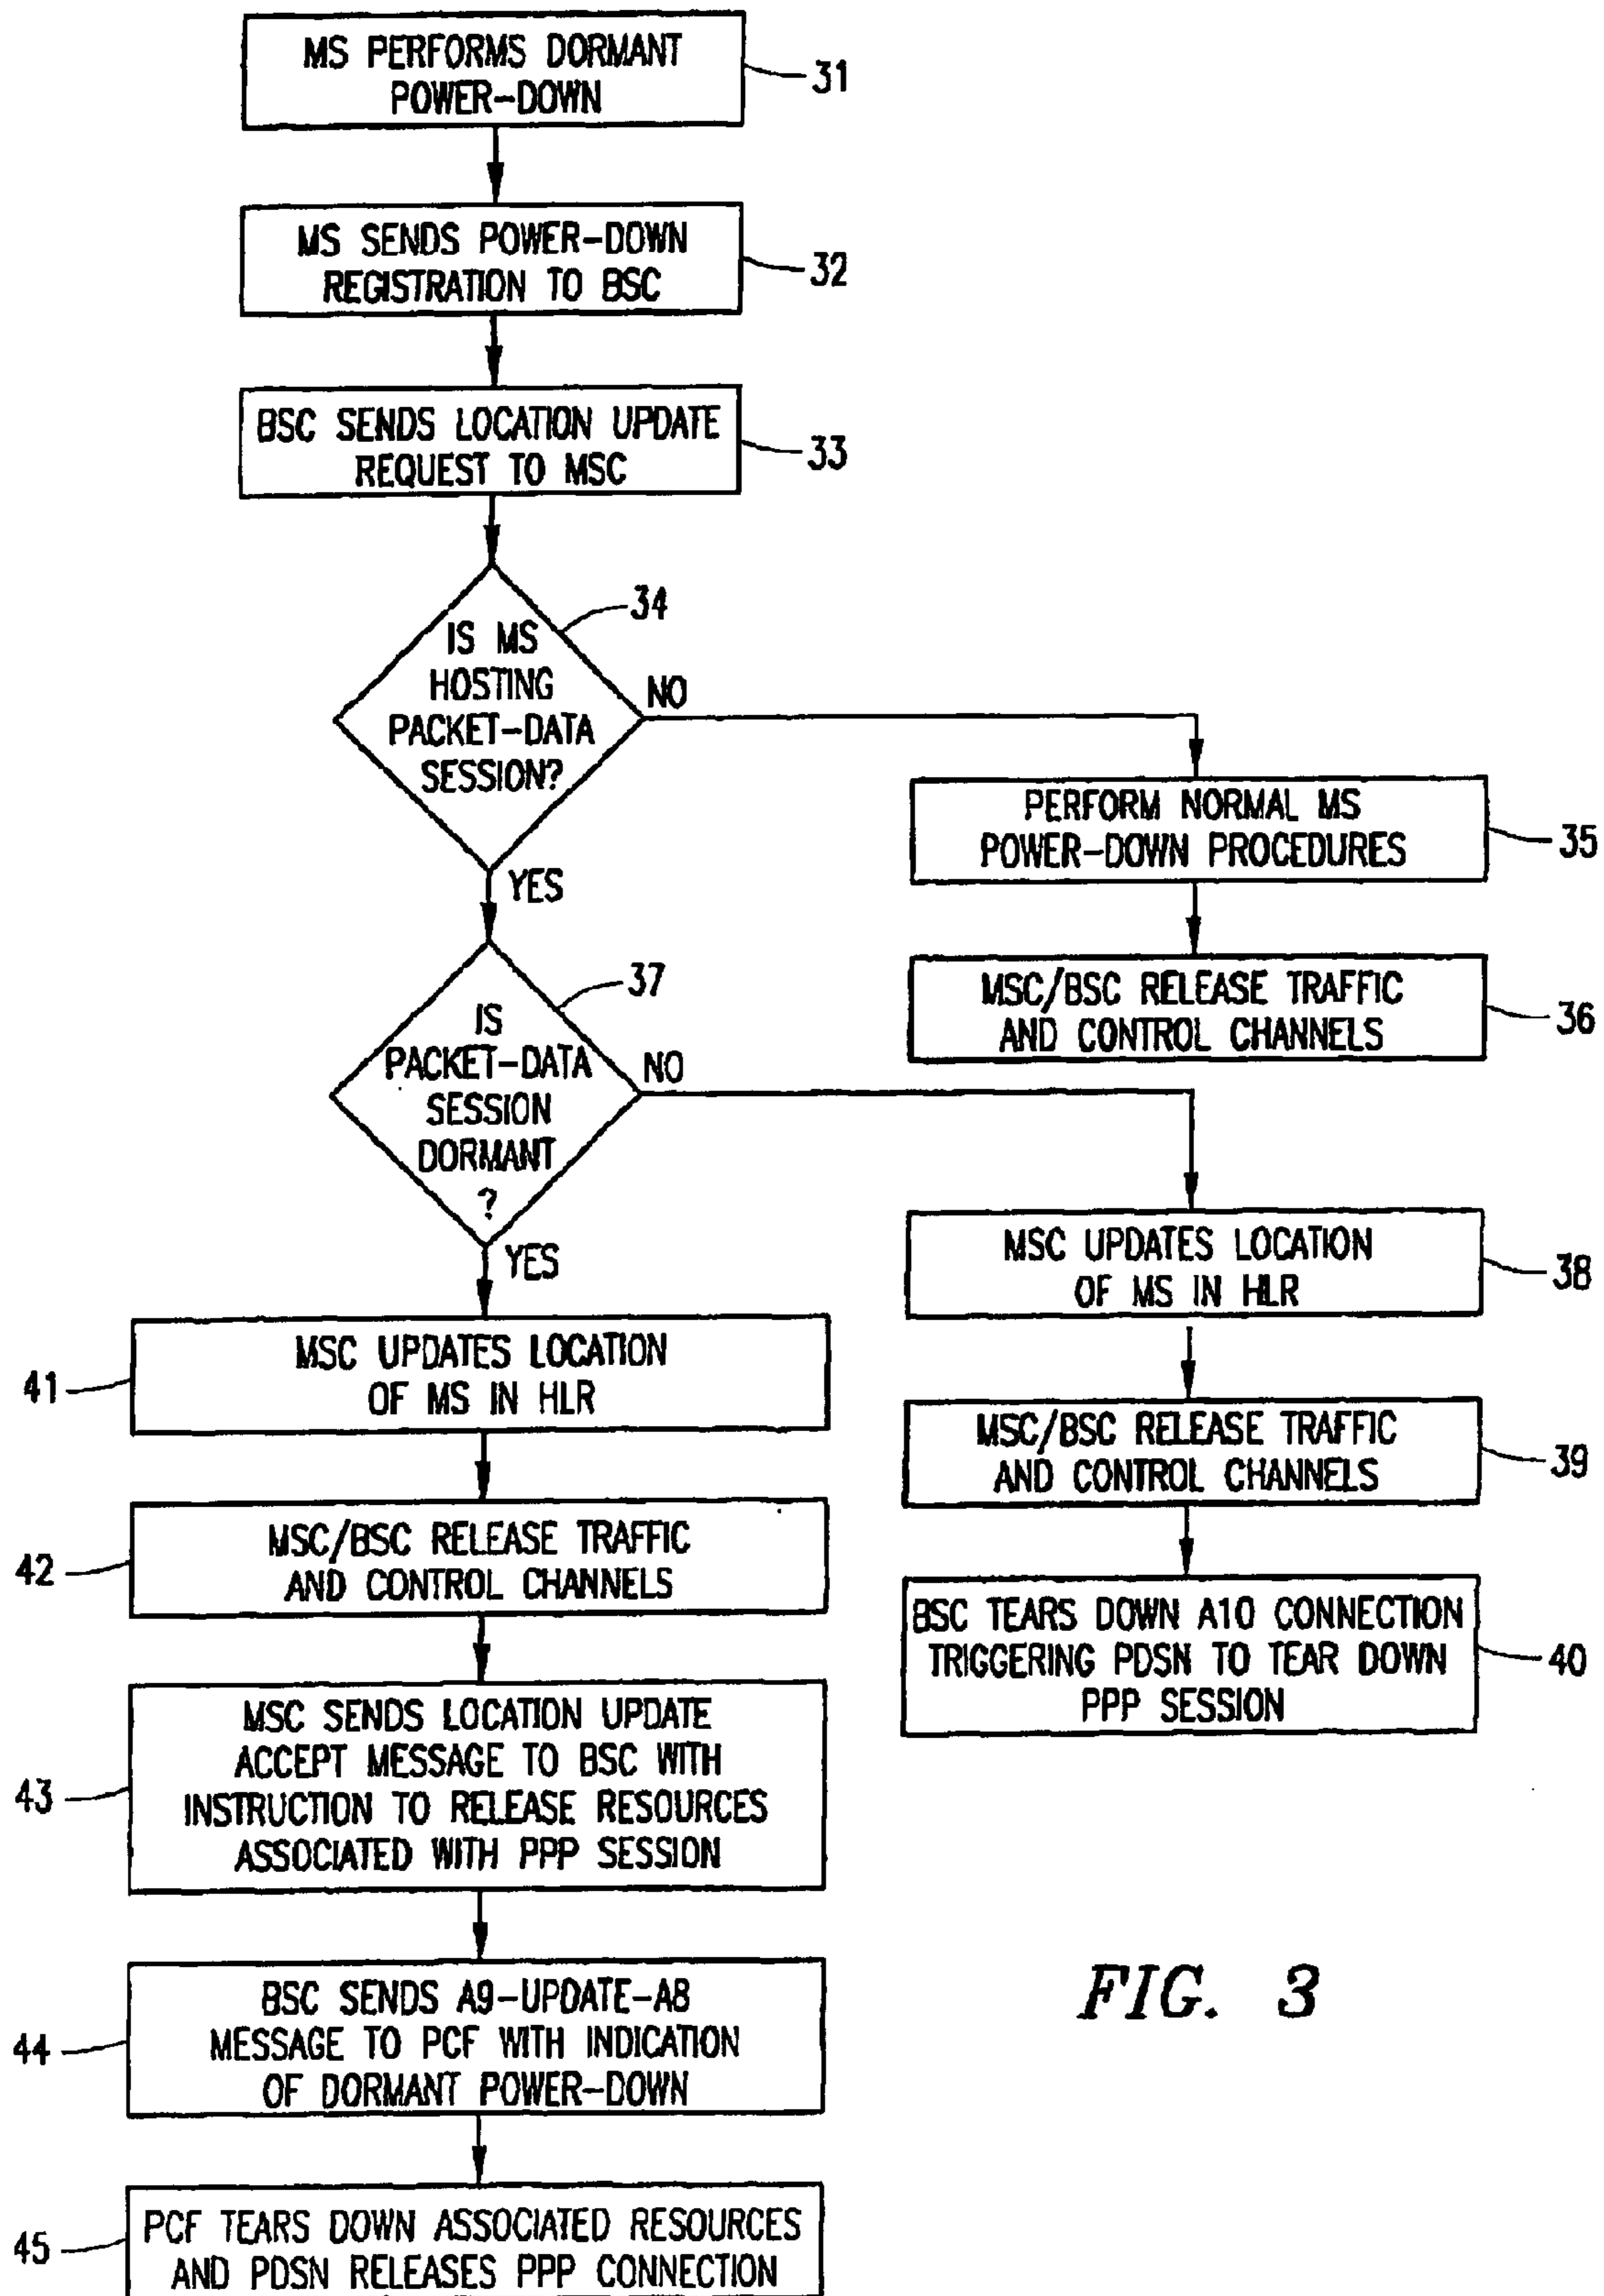 MS PERFORMS DORMANT
POWER-DOWN
31
MS SENDS POWER-DOWN
REGISTRATION TO BSC
32
BSC SENDS LOCATION UPDATE
REQUEST TO MSC
33
34
IS MS
HOSTING
PACKET-DATA
SESSION?
NO
YES
PERFORM NORMAL MS
POWER-DOWN PROCEDURES
35
MSC/BSC RELEASE TRAFFIC
AND CONTROL CHANNELS
36
37
IS
PACKET-DATA
SESSION
DORMANT
?
NO
YES
MSC UPDATES LOCATION
OF MS IN HLR
38
MSC/BSC RELEASE TRAFFIC
AND CONTROL CHANNELS
39
BSC TEARS DOWN A10 CONNECTION
TRIGGERING PDSN TO TEAR DOWN
PPP SESSION
40
41
MSC UPDATES LOCATION
OF MS IN HLR
42
MSC/BSC RELEASE TRAFFIC
AND CONTROL CHANNELS
43
MSC SENDS LOCATION UPDATE
ACCEPT MESSAGE TO BSC WITH
INSTRUCTION TO RELEASE RESOURCES
ASSOCIATED WITH PPP SESSION
44
BSC SENDS A9-UPDATE-A8
MESSAGE TO PCF WITH INDICATION
OF DORMANT POWER-DOWN
45
PCF TEARS DOWN ASSOCIATED RESOURCES
AND PDSN RELEASES PPP CONNECTION
FIG. 3